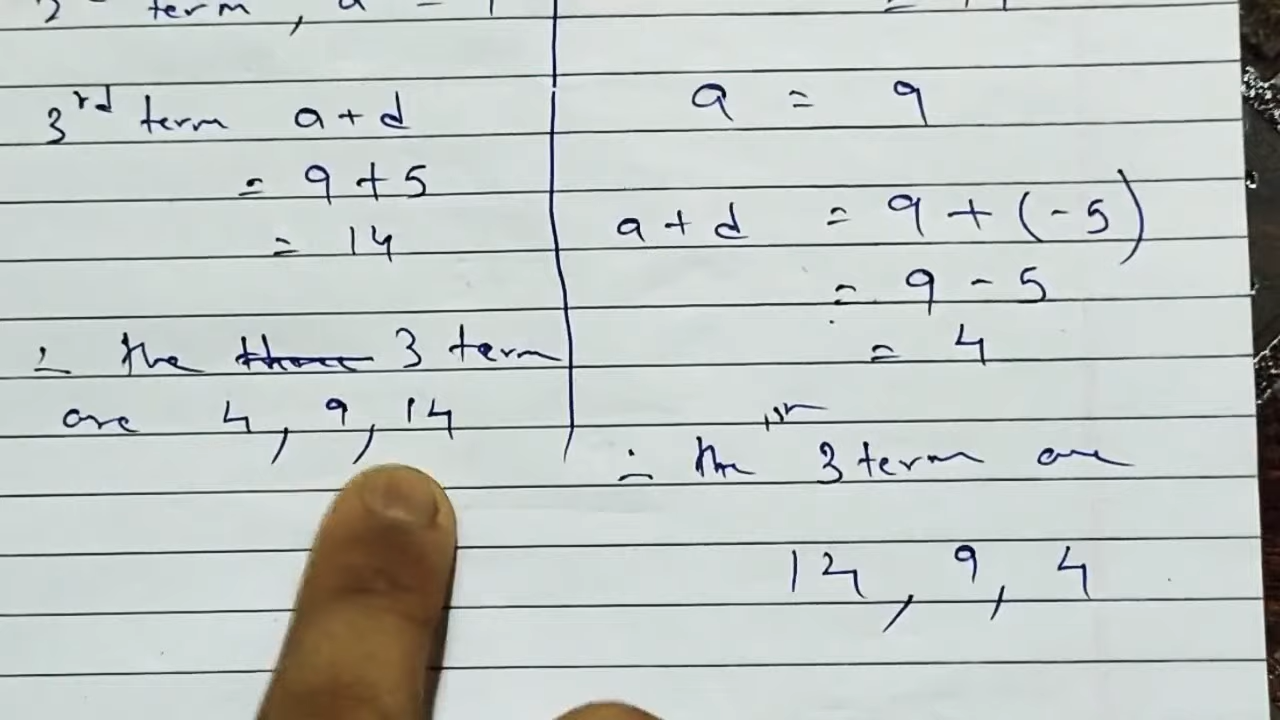 term, a =
3rd term a + d
= 9 + 5
= 14
∴ the 3 term
are 4, 9, 14
a = 9
a + d = 9 + (-5)
= 9 - 5
= 4
∴ the 3 term are
14, 9, 4